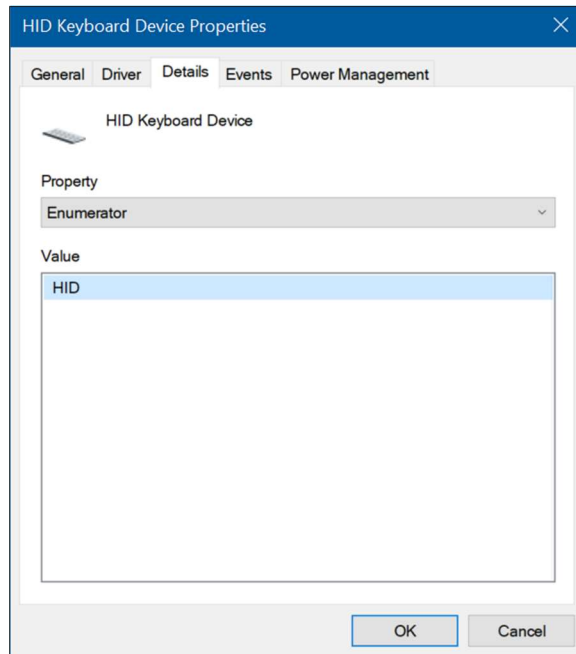 HID Keyboard Device Properties
General Driver Details Events Power Management
HID Keyboard Device
Property
Enumerator
Value
HID
OK Cancel